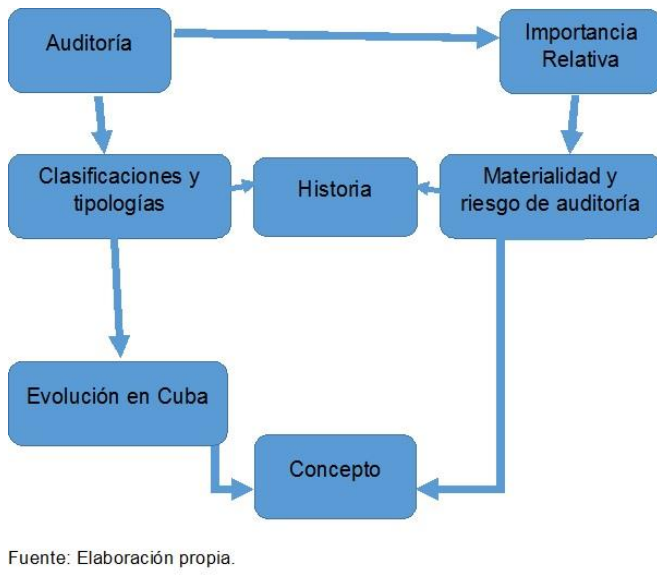 Auditoría
Importancia
Relativa
Clasificaciones y
tipologías
Historia
Materialidad y
riesgo de auditoría
Evolución en Cuba
Concepto
Fuente: Elaboración propia.